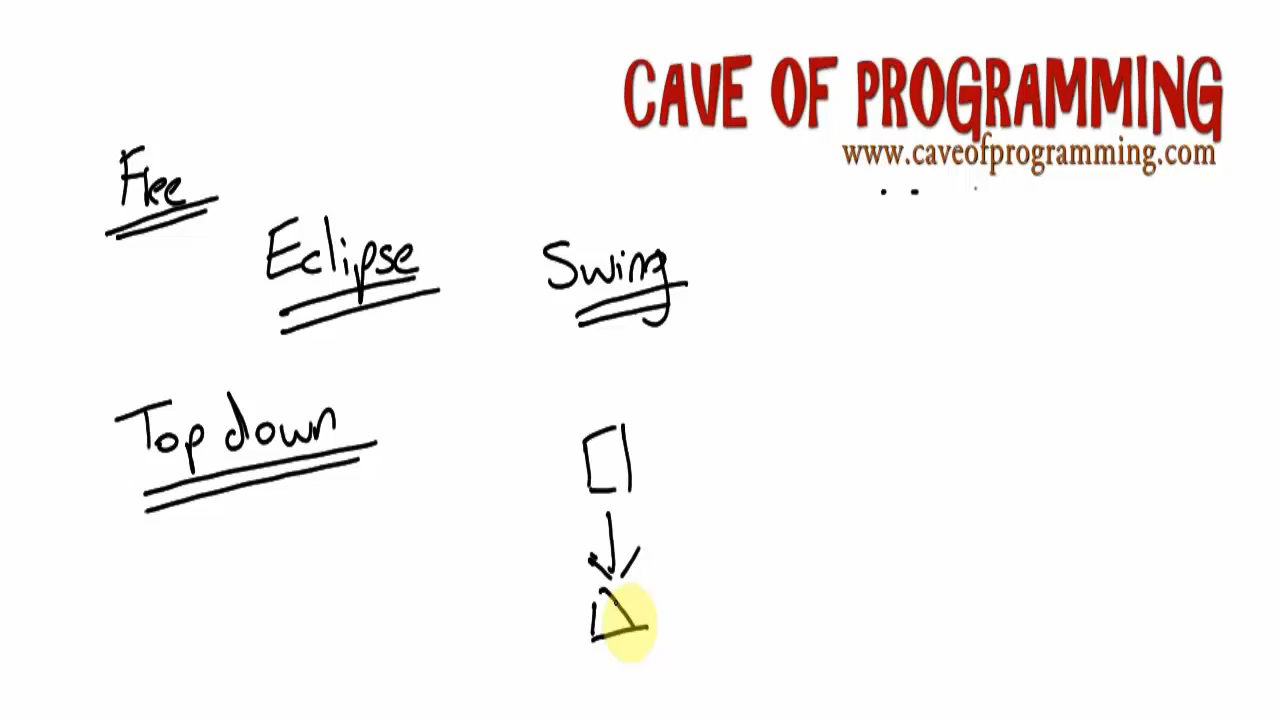 CAVE OF PROGRAMMING
www.caveofprogramming.com
Free
Eclipse
Swing
Top down